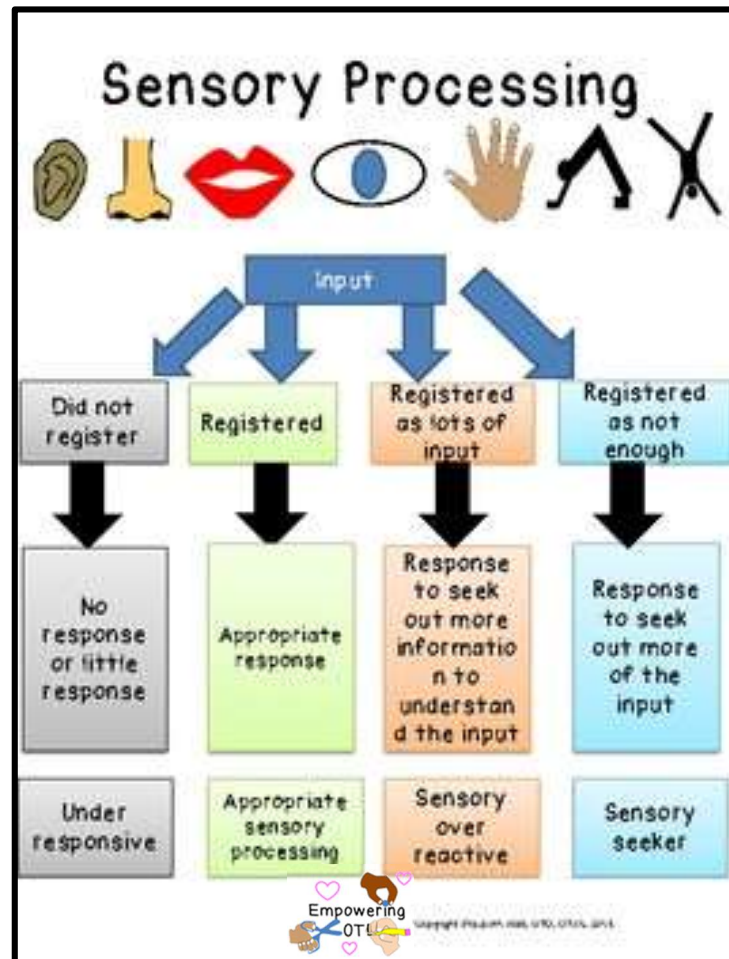 Sensory Processing
Input
Did not
register
Registered
Registered
as lots of
input
Registered
as not
enough
No
response
or little
response
Appropriate
response
Response
to seek
out more
informatio
n to
understan
d the input
Response
to seek
out more
of the
input
Under
responsive
Appropriate
sensory
processing
Sensory
over
reactive
Sensory
seeker
Empowering
OT
Copyright